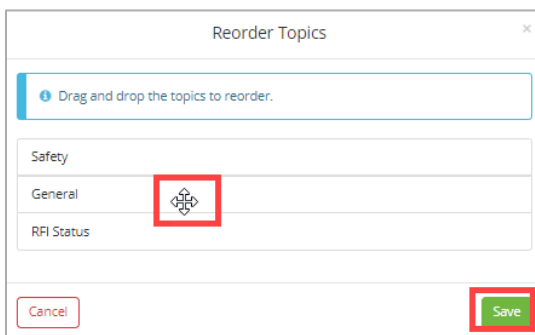 Reorder Topics
×
Drag and drop the topics to reorder.
Safety
General
RFI Status
Cancel
Save